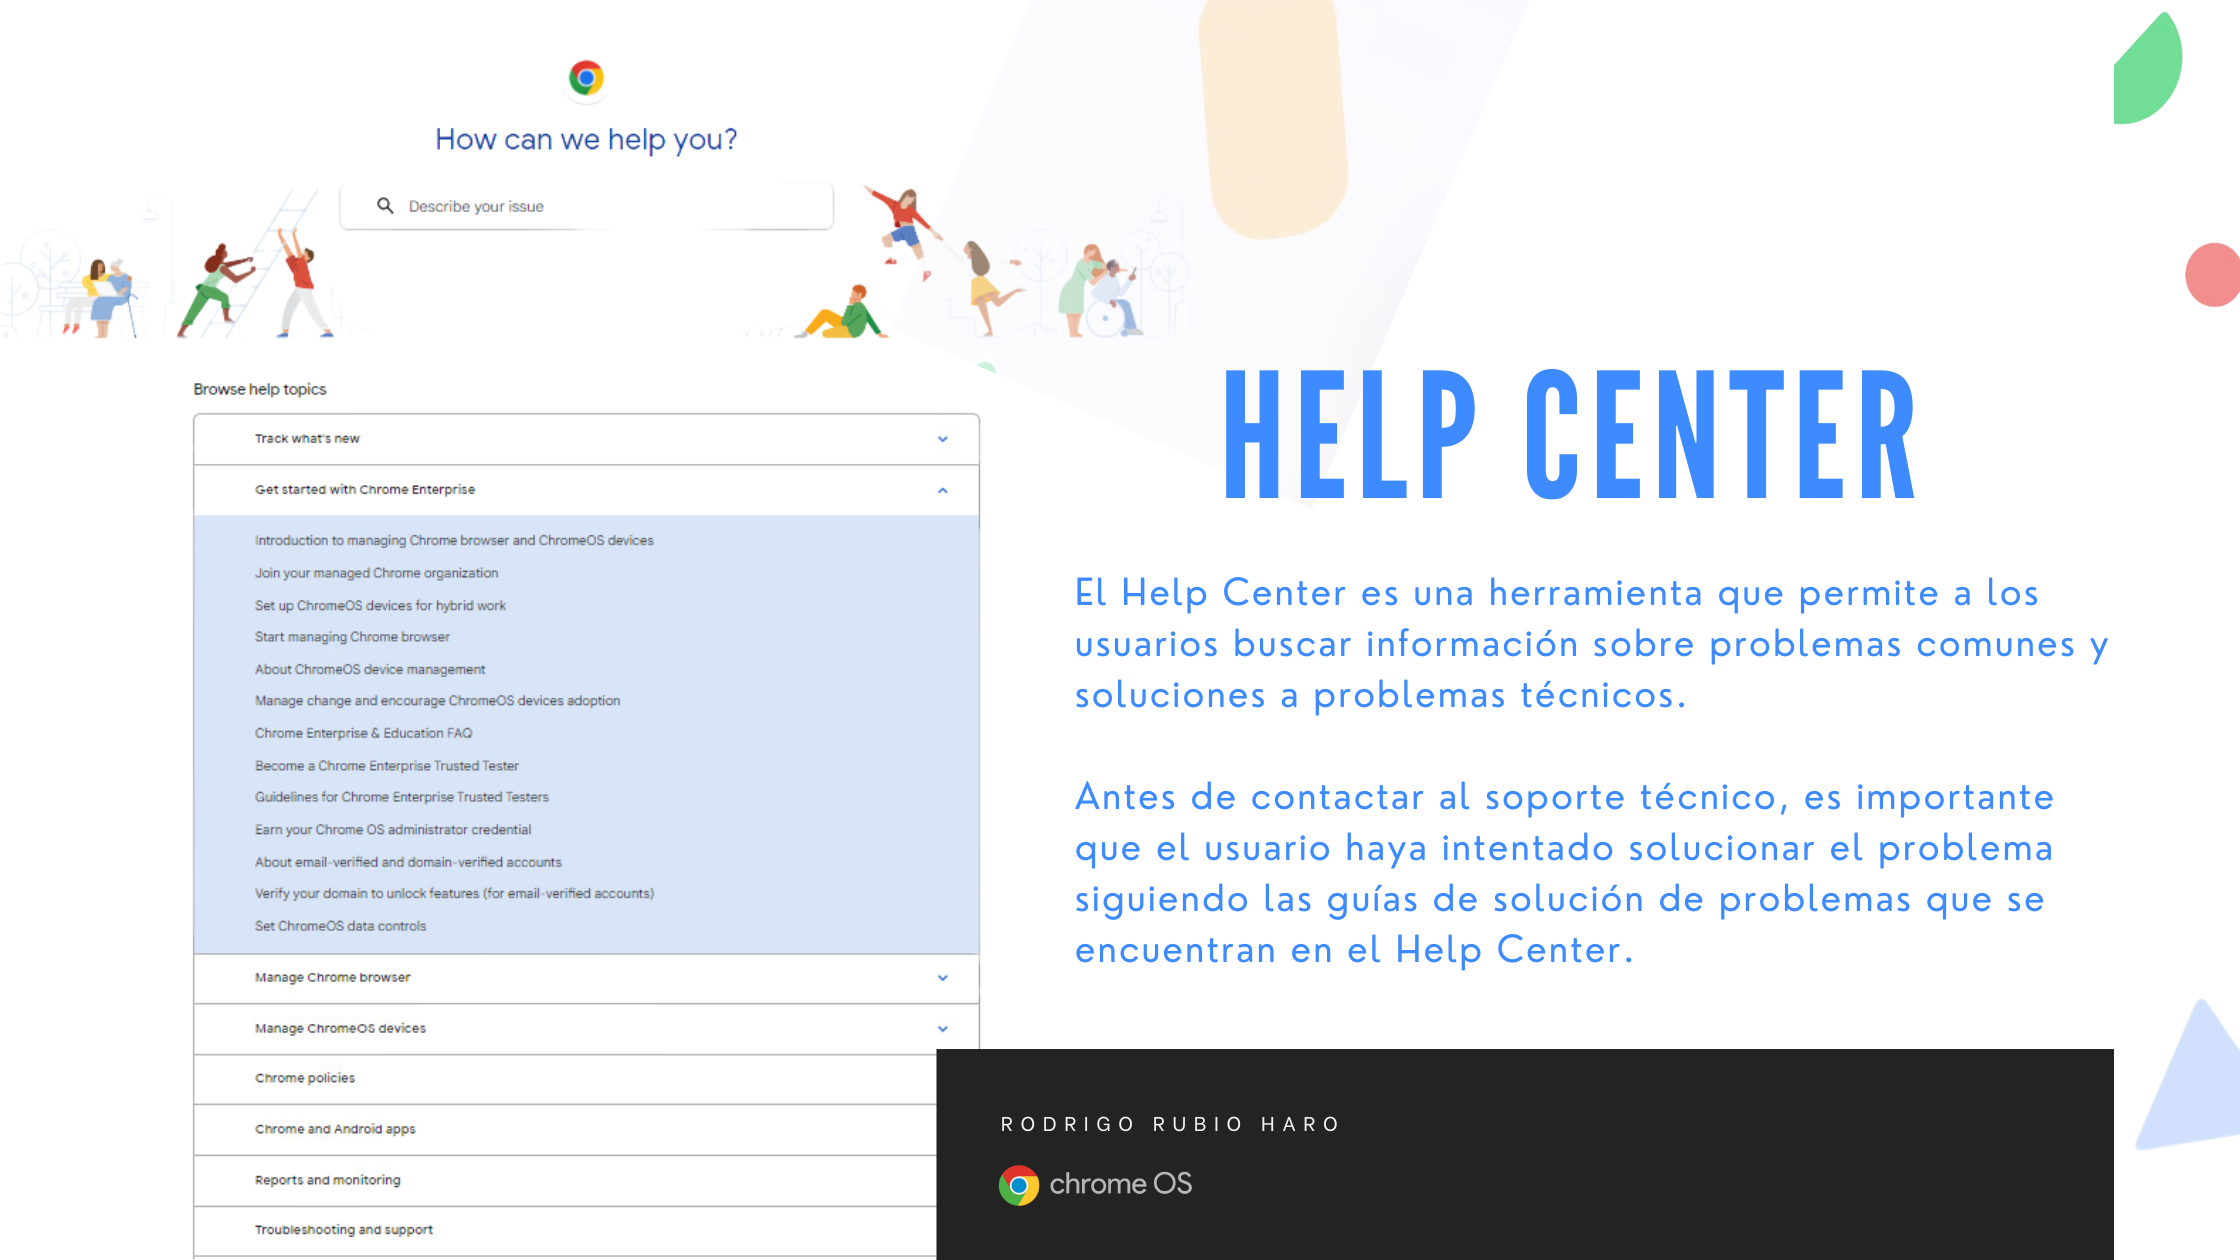 How can we help you?
Describe your issue
Browse help topics
Track what's new
Get started with Chrome Enterprise
Introduction to managing Chrome browser and ChromeOS devices
Join your managed Chrome organization
Set up ChromeOS devices for hybrid work
Start managing Chrome browser
About ChromeOS device management
Manage change and encourage ChromeOS devices adoption
Chrome Enterprise & Education FAQ
Become a Chrome Enterprise Trusted Tester
Guidelines for Chrome Enterprise Trusted Testers
Earn your Chrome OS administrator credential
About email-verified and domain-verified accounts
Verify your domain to unlock features (for email-verified accounts)
Set ChromeOS data controls
Manage Chrome browser
Manage ChromeOS devices
Chrome policies
Chrome and Android apps
Reports and monitoring
Troubleshooting and support
HELP CENTER
El Help Center es una herramienta que permite a los
usuarios buscar información sobre problemas comunes y
soluciones a problemas técnicos.
Antes de contactar al soporte técnico, es importante
que el usuario haya intentado solucionar el problema
siguiendo las guías de solución de problemas que se
encuentran en el Help Center.
RODRIGO RUBIO HARO
chrome OS